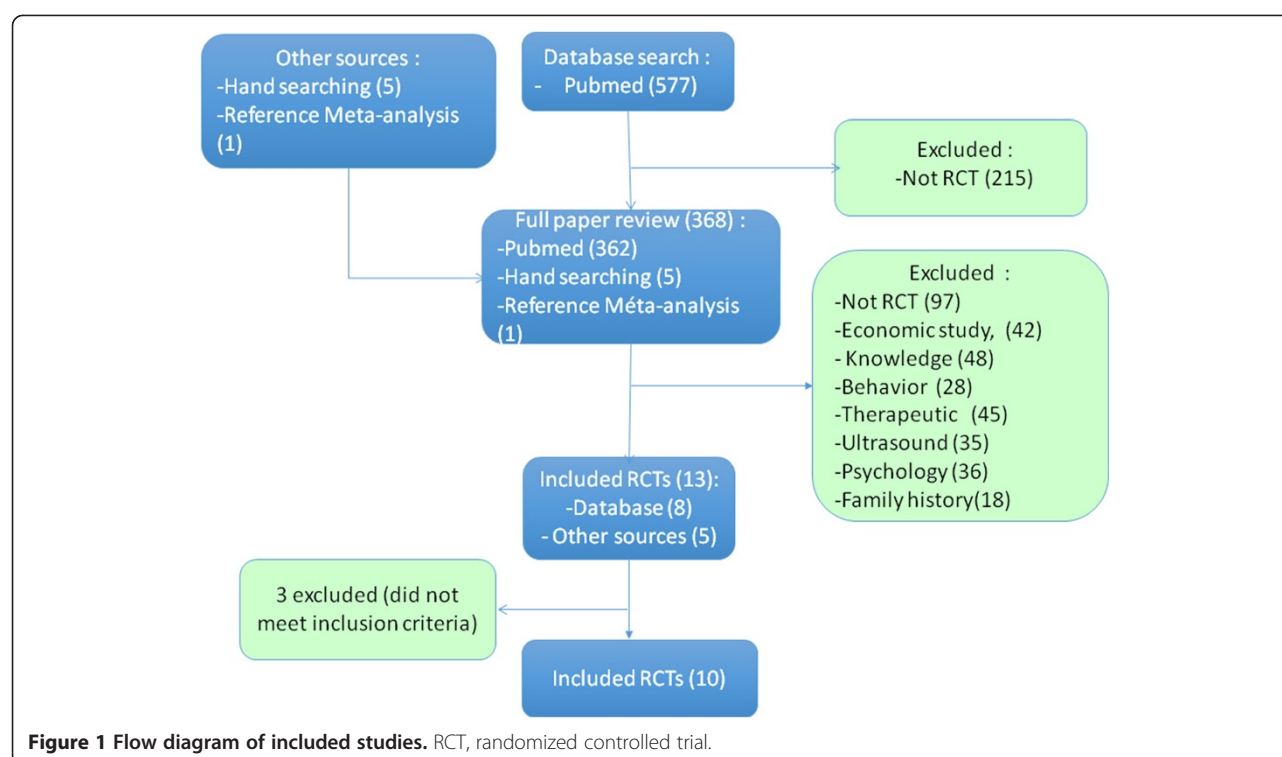 Other sources :
-Hand searching (5)
-Reference Meta-analysis
(1)
Database search :
- Pubmed (577)
Excluded :
-Not RCT (215)
Full paper review (368) :
-Pubmed (362)
-Hand searching (5)
-Reference Méta-analysis
(1)
Excluded :
-Not RCT (97)
-Economic study, (42)
- Knowledge (48)
-Behavior (28)
-Therapeutic (45)
-Ultrasound (35)
-Psychology (36)
-Family history(18)
Included RCTs (13):
-Database (8)
- Other sources (5)
3 excluded (did not
meet inclusion criteria)
Included RCTs (10)
Figure 1 Flow diagram of included studies. RCT, randomized controlled trial.